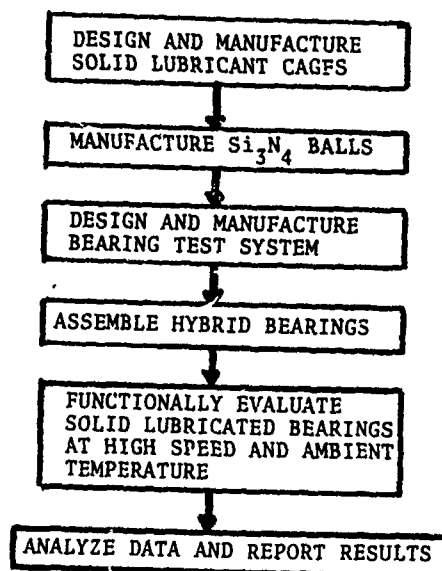 DESIGN AND MANUFACTURE
SOLID LUBRICANT CAGFS
MANUFACTURE Si₃N₄ BALLS
DESIGN AND MANUFACTURE
BEARING TEST SYSTEM
ASSEMBLE HYBRID BEARINGS
FUNCTIONALLY EVALUATE
SOLID LUBRICATED BEARINGS
AT HIGH SPEED AND AMBIENT
TEMPERATURE
ANALYZE DATA AND REPORT RESULTS